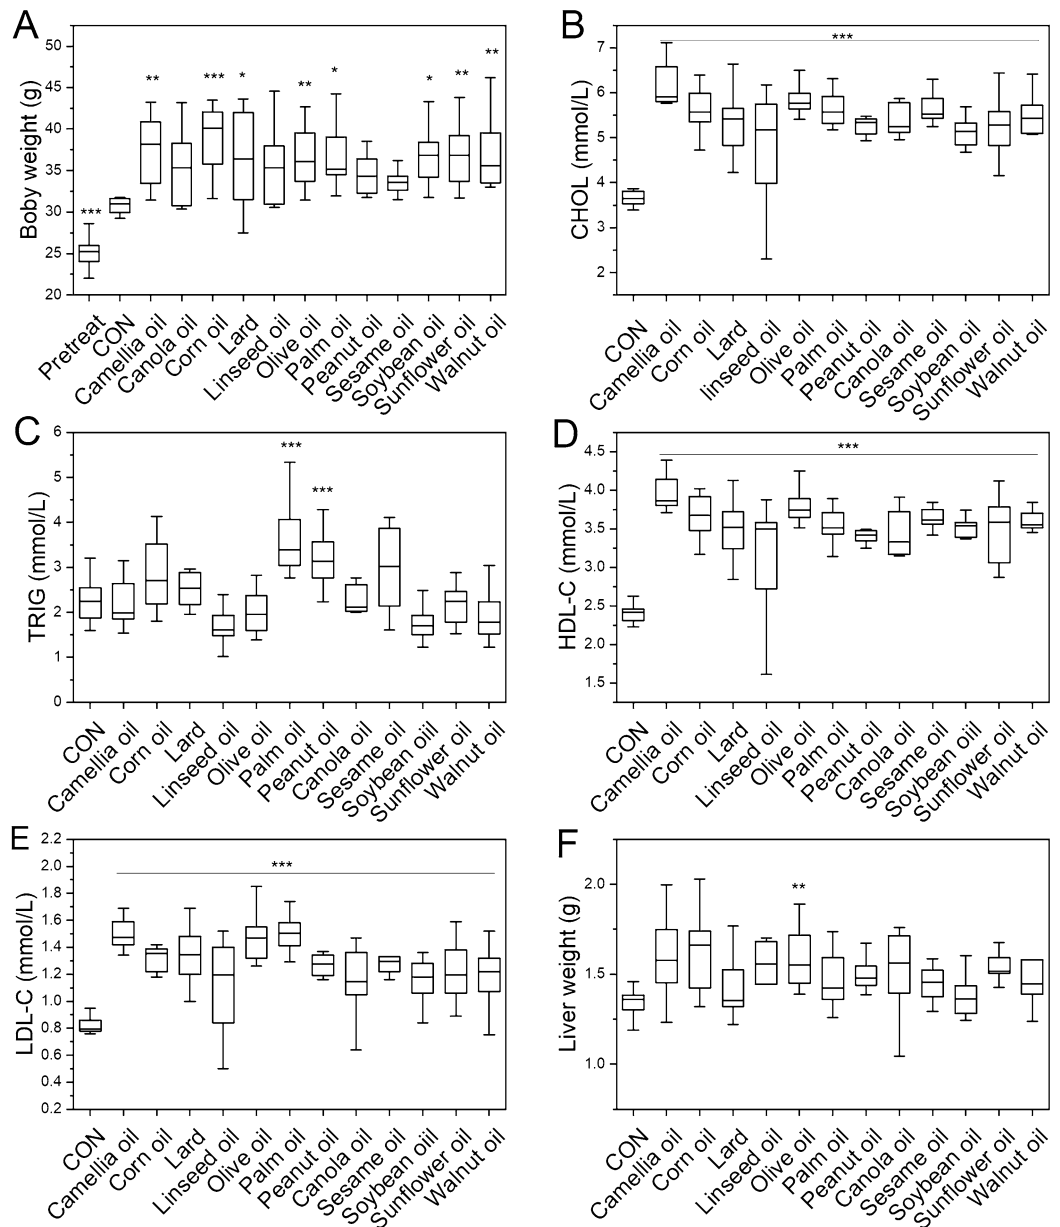 A
Boby weight (g)
50
45
40
35
30
25
20
*** ** *** * ** * * ** **
Pretreat
CON
Camellia oil
Canola oil
Corn oil
Lard
Linseed oil
Olive oil
Palm oil
Peanut oil
Sesame oil
Soybean oil
Sunflower oil
Walnut oil
B
CHOL (mmol/L)
7
6
5
4
3
2
***
CON
Camellia oil
Corn oil
Lard
linseed oil
Olive oil
Palm oil
Peanut oil
Canola oil
Sesame oil
Soybean oil
Sunflower oil
Walnut oil
C
TRIG (mmol/L)
6
5
4
3
2
1
0
*** ***
CON
Camellia oil
Corn oil
Lard
Linseed oil
Olive oil
Palm oil
Peanut oil
Canola oil
Sesame oil
Soybean oiil
Sunflower oil
Walnut oil
D
HDL-C (mmol/L)
4.5
4.0
3.5
3.0
2.5
2.0
1.5
***
CON
Camellia oil
Corn oil
Lard
Linseed oil
Olive oil
Palm oil
Peanut oil
Canola oil
Sesame oil
Soybean oiil
Sunflower oil
Walnut oil
E
LDL-C (mmol/L)
2.2
2.0
1.8
1.6
1.4
1.2
1.0
0.8
0.6
0.4
0.2
***
CON
Camellia oil
Corn oil
Lard
Linseed oil
Olive oil
Palm oil
Peanut oil
Canola oil
Sesame oil
Soybean oiil
Sunflower oil
Walnut oil
F
Liver weight (g)
2.0
1.5
1.0
**
CON
Camellia oil
Corn oil
Lard
Linseed oil
Olive oil
Palm oil
Peanut oil
Canola oil
Sesame oil
Soybean oil
Sunflower oil
Walnut oil